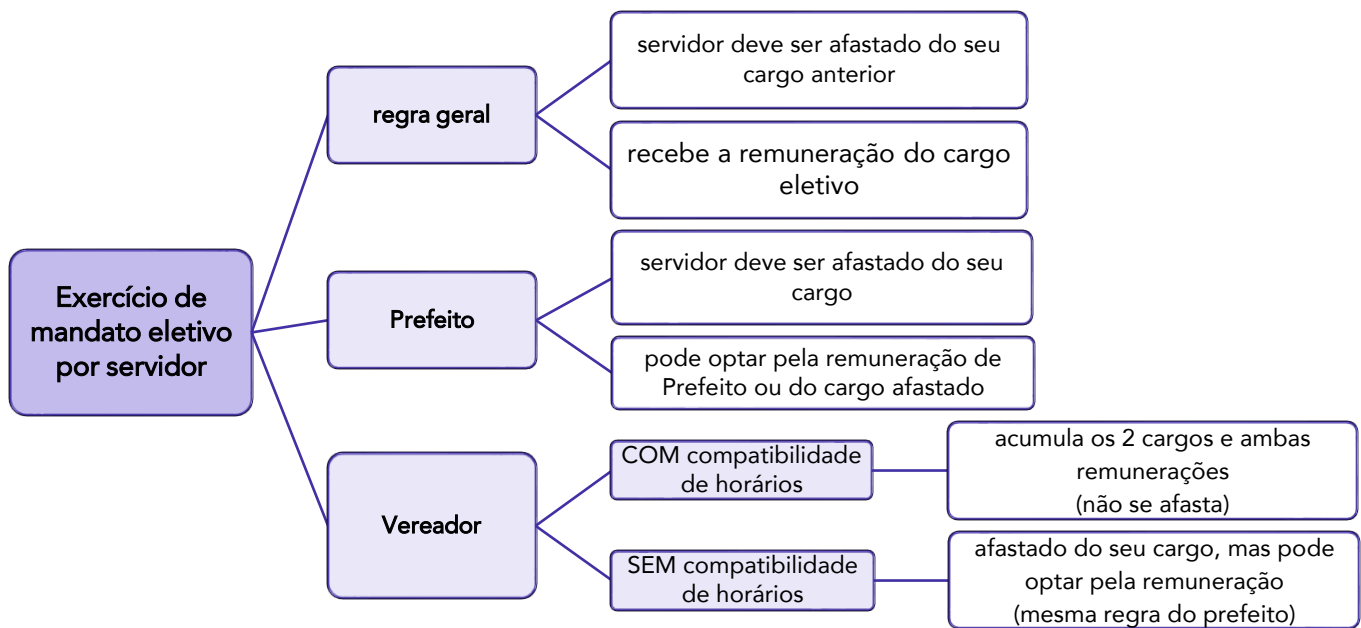 Exercício de
mandato eletivo
por servidor
regra geral
servidor deve ser afastado do seu
cargo anterior
recebe a remuneração do cargo
eletivo
Prefeito
servidor deve ser afastado do seu
cargo
pode optar pela remuneração de
Prefeito ou do cargo afastado
Vereador
COM compatibilidade
de horários
acumula os 2 cargos e ambas
remunerações
(não se afasta)
SEM compatibilidade
de horários
afastado do seu cargo, mas pode
optar pela remuneração
(mesma regra do prefeito)